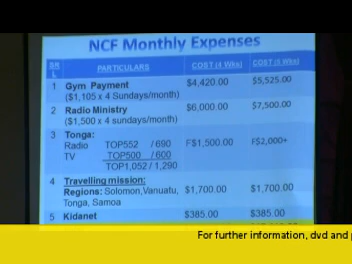 NCF Monthly Expenses
SR L PARTICULARS COST (4 Wks) COST (5 Wks)
1 Gym Payment $4,420.00 $5,525.00
($1,105 x 4 Sundays/month)
2 Radio Ministry $6,000.00 $7,500.00
($1,500 x 4 Sundays/month)
3 Tonga:
Radio TOP552 / 690 F$1,500.00 F$2,000+
TV TOP500 / 600
TOP1,052 / 1,290
4 Travelling mission:
Regions: Solomon,Vanuatu, $1,700.00 $1,700.00
Tonga, Samoa
5 Kidanet $385.00 $385.00
For further information, dvd and